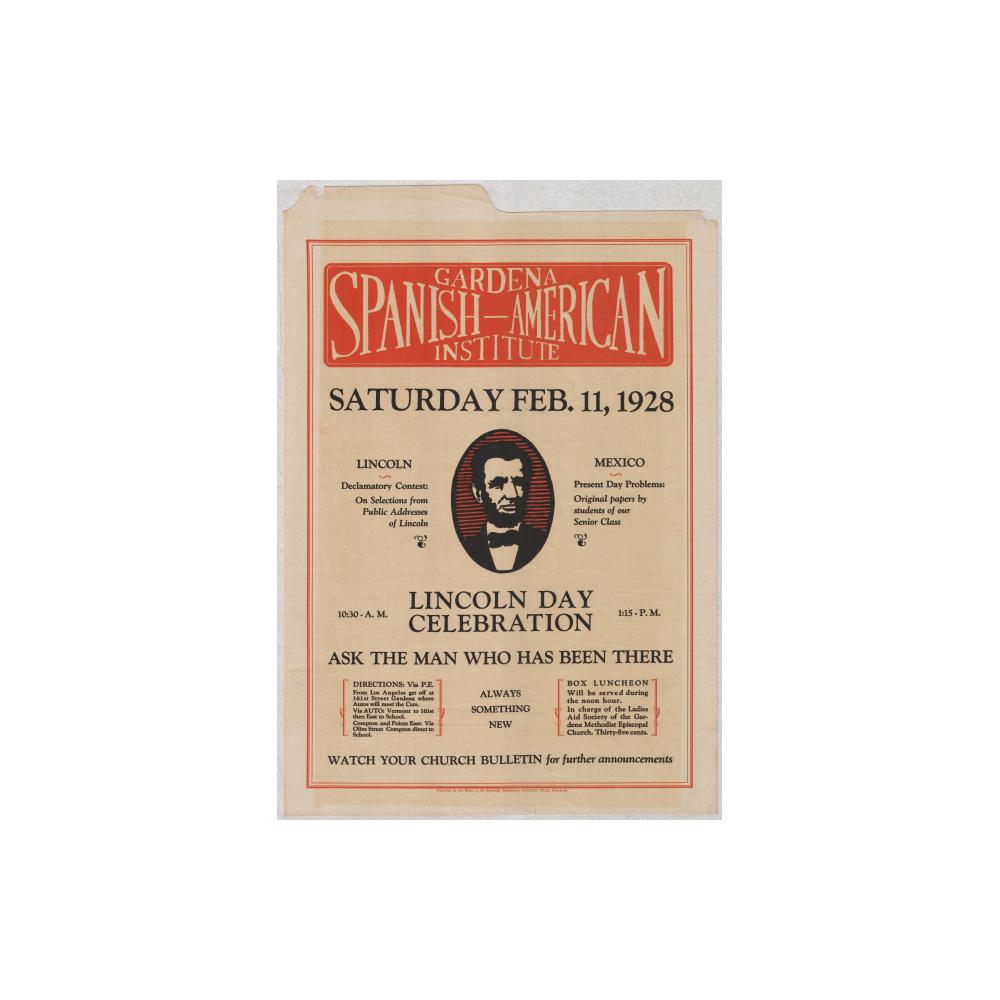 GARDENA
SPANISH—AMERICAN
INSTITUTE
SATURDAY FEB. 11, 1928
LINCOLN
Declamatory Contest:
On Selections from
Public Addresses
of Lincoln
MEXICO
Present Day Problems:
Original papers by
students of our
Senior Class
10:30 - A. M.
LINCOLN DAY
CELEBRATION
1:15 - P. M.
ASK THE MAN WHO HAS BEEN THERE
DIRECTIONS: Via P.E.
From Los Angeles get off at
161st Street Gardena where
Autos will meet the Cars.
Via AUTO: Vermont to 161st
then East to School.
Compton and Points East: Via
Olive Street Compton direct to
School.
ALWAYS
SOMETHING
NEW
BOX LUNCHEON
Will be served during
the noon hour.
In charge of the Ladies
Aid Society of the Gar-
dena Methodist Episcopal
Church. Thirty-five cents.
WATCH YOUR CHURCH BULLETIN for further announcements